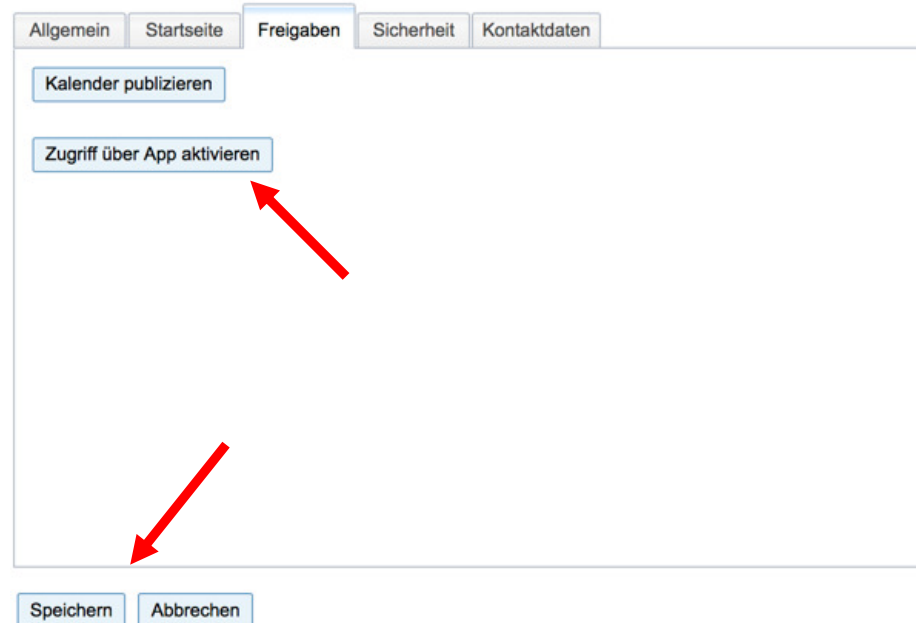 Allgemein Startseite Freigaben Sicherheit Kontaktdaten
Kalender publizieren
Zugriff über App aktivieren
Speichern Abbrechen